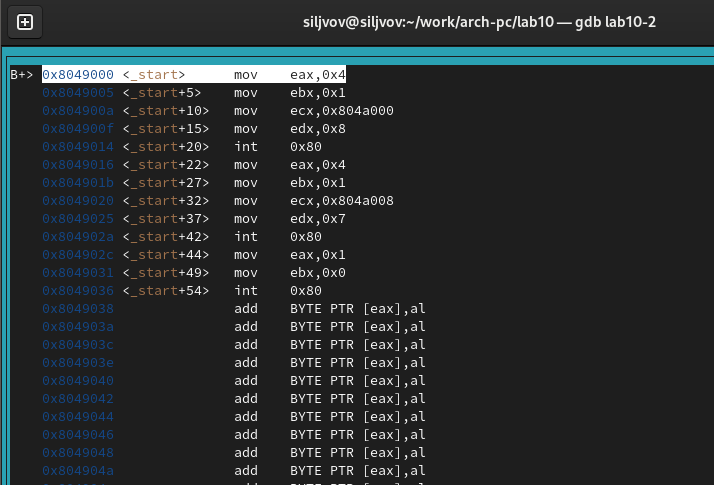 siljvov@siljvov:~/work/arch-pc/lab10 — gdb lab10-2
B+> 0x8049000 <_start> mov eax,0x4
0x8049005 <_start+5> mov ebx,0x1
0x804900a <_start+10> mov ecx,0x804a000
0x804900f <_start+15> mov edx,0x8
0x8049014 <_start+20> int 0x80
0x8049016 <_start+22> mov eax,0x4
0x804901b <_start+27> mov ebx,0x1
0x8049020 <_start+32> mov ecx,0x804a008
0x8049025 <_start+37> mov edx,0x7
0x804902a <_start+42> int 0x80
0x804902c <_start+44> mov eax,0x1
0x8049031 <_start+49> mov ebx,0x0
0x8049036 <_start+54> int 0x80
0x8049038 add BYTE PTR [eax],al
0x804903a add BYTE PTR [eax],al
0x804903c add BYTE PTR [eax],al
0x804903e add BYTE PTR [eax],al
0x8049040 add BYTE PTR [eax],al
0x8049042 add BYTE PTR [eax],al
0x8049044 add BYTE PTR [eax],al
0x8049046 add BYTE PTR [eax],al
0x8049048 add BYTE PTR [eax],al
0x804904a add BYTE PTR [eax],al